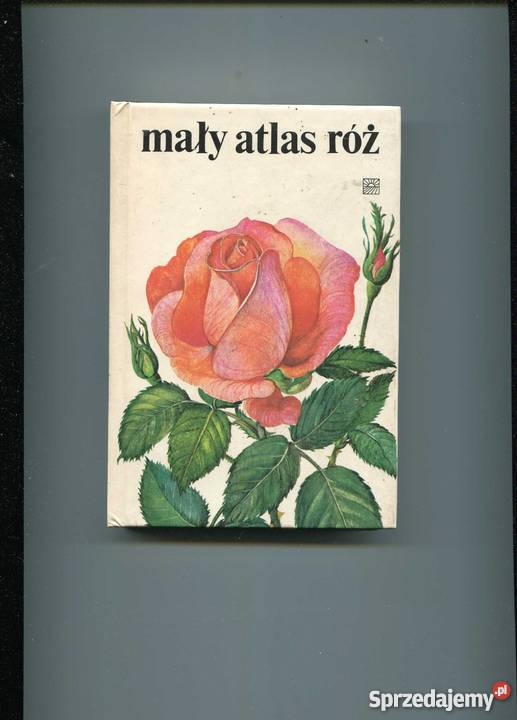 mały atlas róż
Sprzedajemy.pl